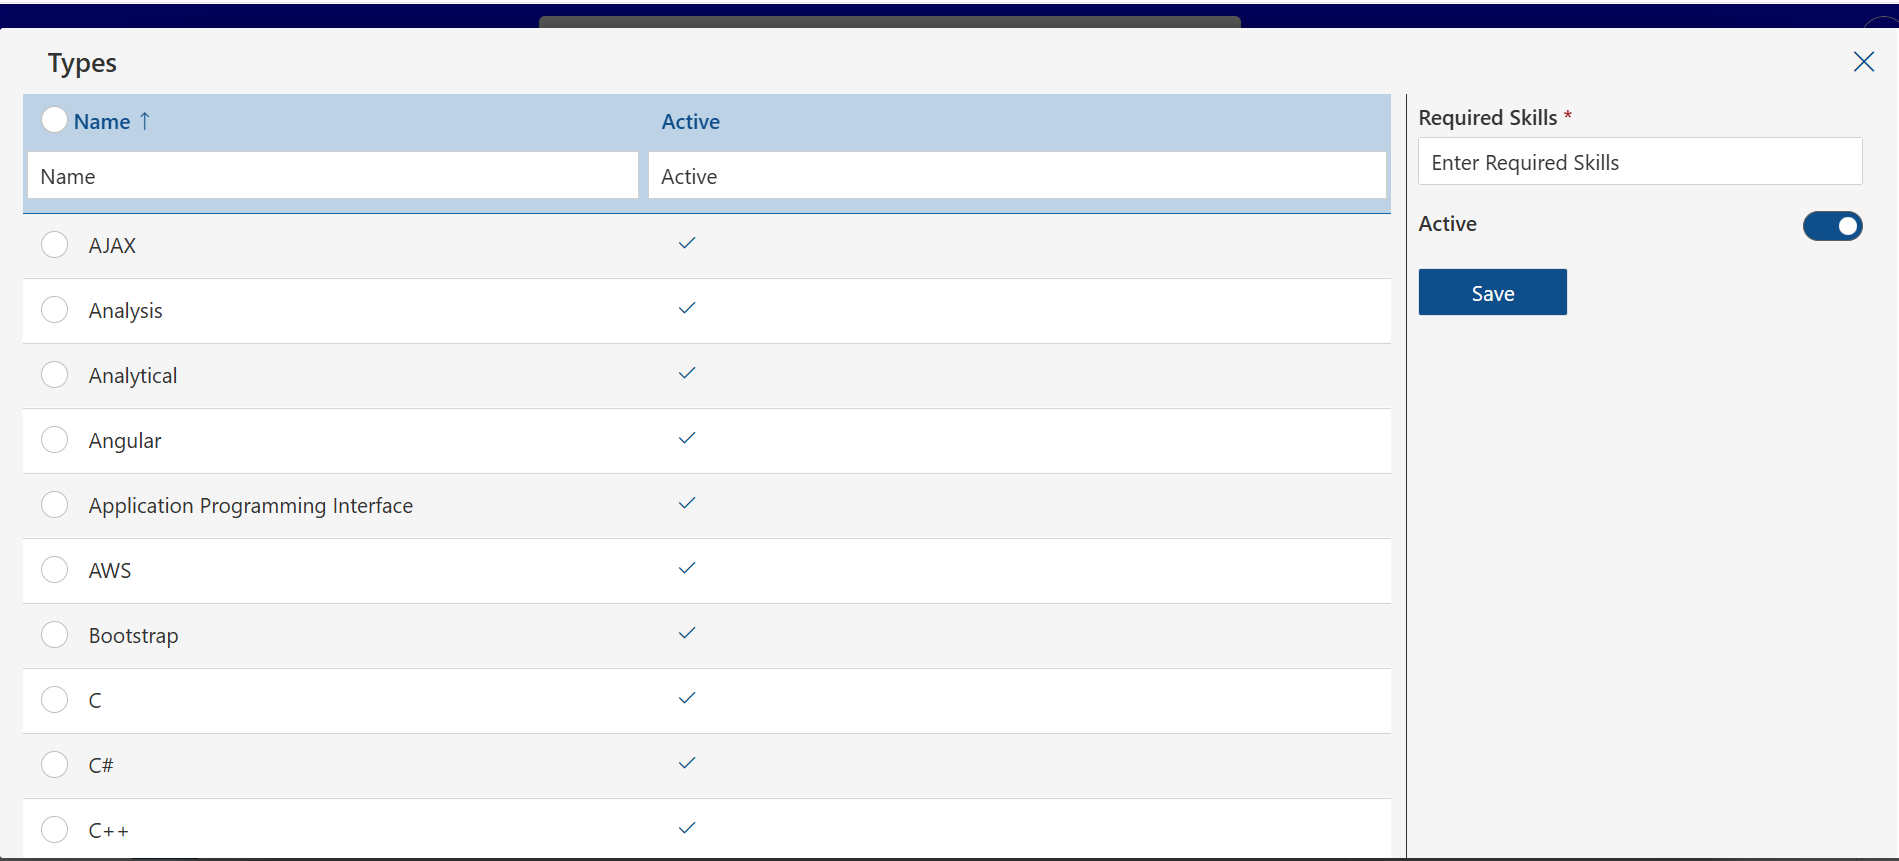 Types
Name ↑ Active
Name Active
AJAX
Analysis
Analytical
Angular
Application Programming Interface
AWS
Bootstrap
C
C#
C++
Required Skills *
Enter Required Skills
Active
Save